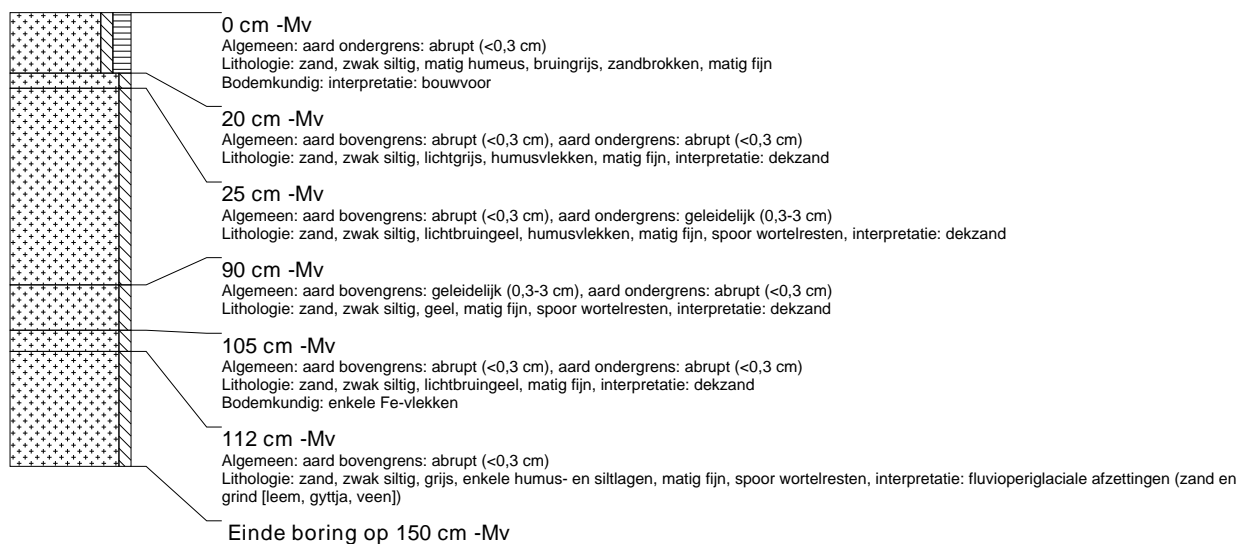 0 cm -Mv
Algemeen: aard ondergrens: abrupt (<0,3 cm)
Lithologie: zand, zwak siltig, matig humeus, bruingrijs, zandbrokken, matig fijn
Bodemkundig: interpretatie: bouwvoor
20 cm -Mv
Algemeen: aard bovengrens: abrupt (<0,3 cm), aard ondergrens: abrupt (<0,3 cm)
Lithologie: zand, zwak siltig, lichtgrijs, humusvlekken, matig fijn, interpretatie: dekzand
25 cm -Mv
Algemeen: aard bovengrens: abrupt (<0,3 cm), aard ondergrens: geleidelijk (0,3-3 cm)
Lithologie: zand, zwak siltig, lichtbruingeel, humusvlekken, matig fijn, spoor wortelresten, interpretatie: dekzand
90 cm -Mv
Algemeen: aard bovengrens: geleidelijk (0,3-3 cm), aard ondergrens: abrupt (<0,3 cm)
Lithologie: zand, zwak siltig, geel, matig fijn, spoor wortelresten, interpretatie: dekzand
105 cm -Mv
Algemeen: aard bovengrens: abrupt (<0,3 cm), aard ondergrens: abrupt (<0,3 cm)
Lithologie: zand, zwak siltig, lichtbruingeel, matig fijn, interpretatie: dekzand
Bodemkundig: enkele Fe-vlekken
112 cm -Mv
Algemeen: aard bovengrens: abrupt (<0,3 cm)
Lithologie: zand, zwak siltig, grijs, enkele humus- en siltlagen, matig fijn, spoor wortelresten, interpretatie: fluvioperiglaciale afzettingen (zand en
grind [leem, gyttja, veen])
Einde boring op 150 cm -Mv